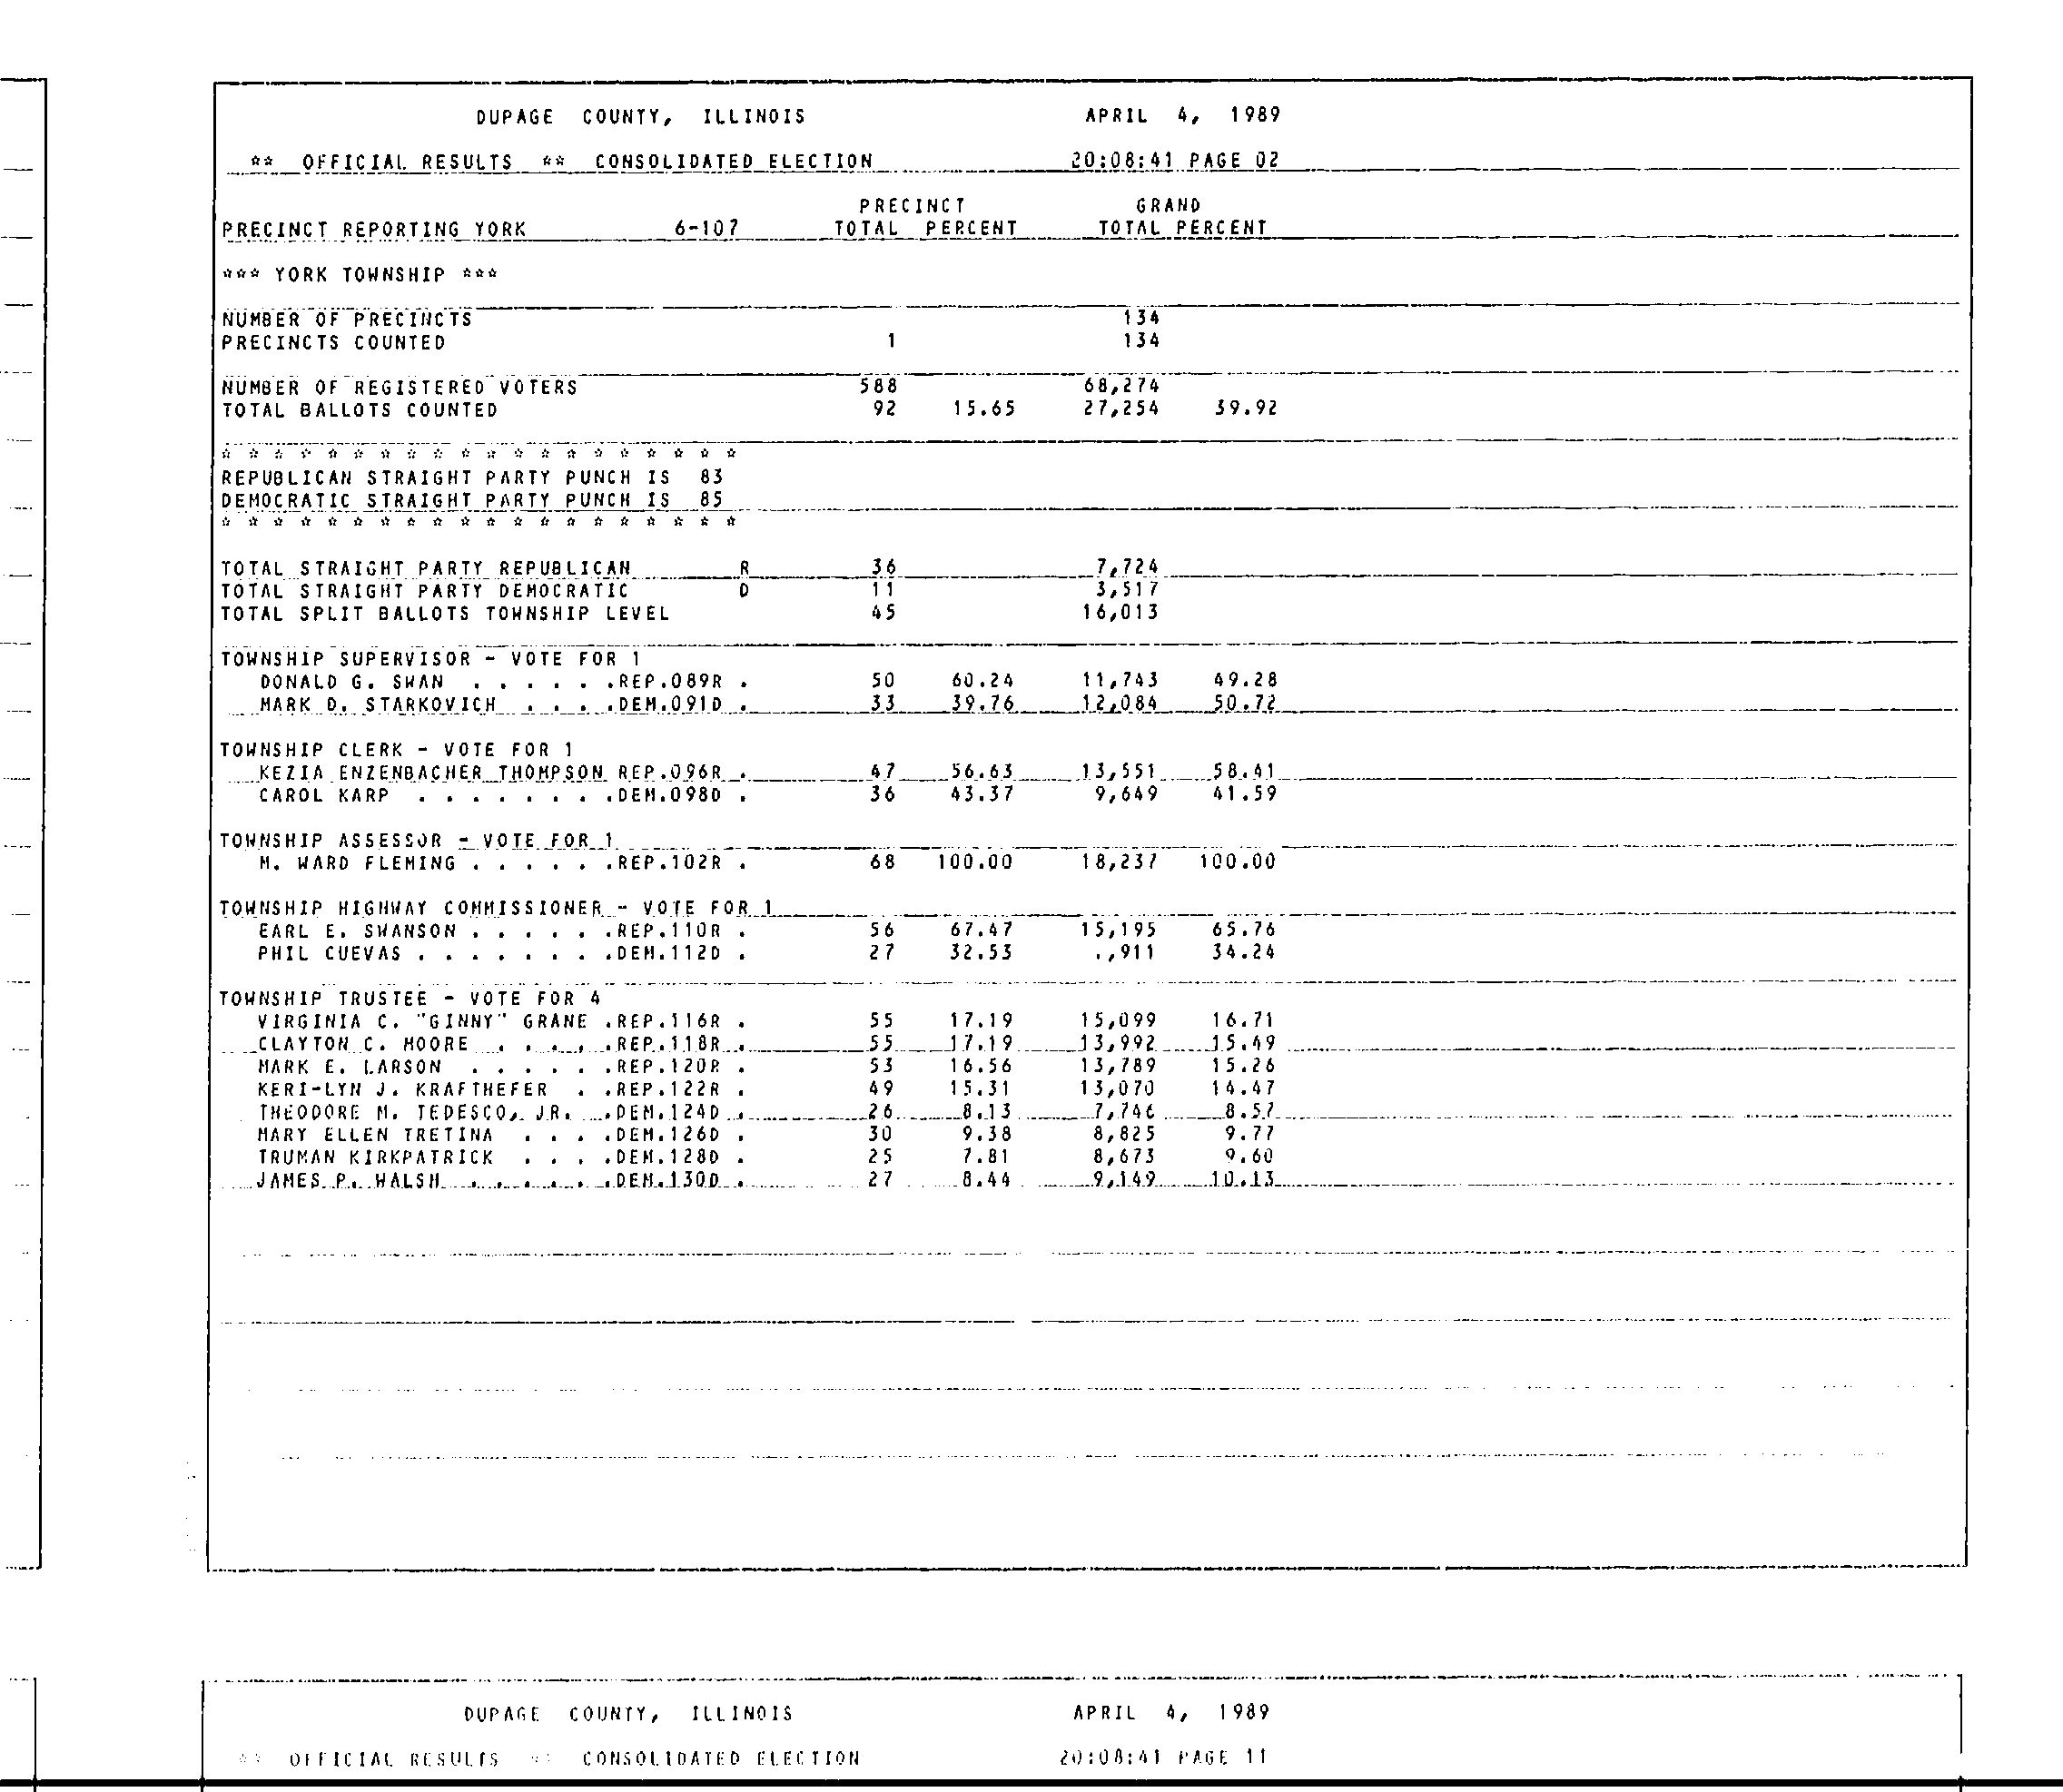 DUPAGE COUNTY, ILLINOIS APRIL 4, 1989
** OFFICIAL RESULTS ** CONSOLIDATED ELECTION 20:08:41 PAGE 02
PRECINCT GRAND
PRECINCT REPORTING YORK 6-107 TOTAL PERCENT TOTAL PERCENT
*** YORK TOWNSHIP ***
NUMBER OF PRECINCTS 134
PRECINCTS COUNTED 1 134
NUMBER OF REGISTERED VOTERS 588 68,274
TOTAL BALLOTS COUNTED 92 15.65 27,254 39.92
* * * * * * * * * * * * * * * * * * * *
REPUBLICAN STRAIGHT PARTY PUNCH IS 83
DEMOCRATIC STRAIGHT PARTY PUNCH IS 85
* * * * * * * * * * * * * * * * * * * *
TOTAL STRAIGHT PARTY REPUBLICAN R 36 7,724
TOTAL STRAIGHT PARTY DEMOCRATIC D 11 3,517
TOTAL SPLIT BALLOTS TOWNSHIP LEVEL 45 16,013
TOWNSHIP SUPERVISOR - VOTE FOR 1
DONALD G. SWAN . . . . . .REP.089R . 50 60.24 11,743 49.28
MARK D. STARKOVICH . . . .DEM.091D . 33 39.76 12,084 50.72
TOWNSHIP CLERK - VOTE FOR 1
KEZIA ENZENBACHER THOMPSON REP.096R . 47 56.63 13,551 58.41
CAROL KARP . . . . . . . .DEM.098D . 36 43.37 9,649 41.59
TOWNSHIP ASSESSOR - VOTE FOR 1
M. WARD FLEMING . . . . . .REP.102R . 68 100.00 18,237 100.00
TOWNSHIP HIGHWAY COMMISSIONER - VOTE FOR 1
EARL E. SWANSON . . . . . .REP.110R . 56 67.47 15,195 65.76
PHIL CUEVAS . . . . . . . .DEM.112D . 27 32.53 ,911 34.24
TOWNSHIP TRUSTEE - VOTE FOR 4
VIRGINIA C. "GINNY" GRANE .REP.116R . 55 17.19 15,099 16.71
CLAYTON C. MOORE . . . . .REP.118R . 55 17.19 13,992 15.49
MARK E. LARSON . . . . . .REP.120R . 53 16.56 13,789 15.26
KERI-LYN J. KRAFTHEFER . .REP.122R . 49 15.31 13,070 14.47
THEODORE M. TEDESCO, JR. .DEM.124D . 26 8.13 7,746 8.57
MARY ELLEN TRETINA . . . .DEM.126D . 30 9.38 8,825 9.77
TRUMAN KIRKPATRICK . . . .DEM.128D . 25 7.81 8,673 9.60
JAMES P. WALSH . . . . . .DEM.130D . 27 8.44 9,149 10.13
DUPAGE COUNTY, ILLINOIS APRIL 4, 1989
** OFFICIAL RESULTS ** CONSOLIDATED ELECTION 20:08:41 PAGE 11